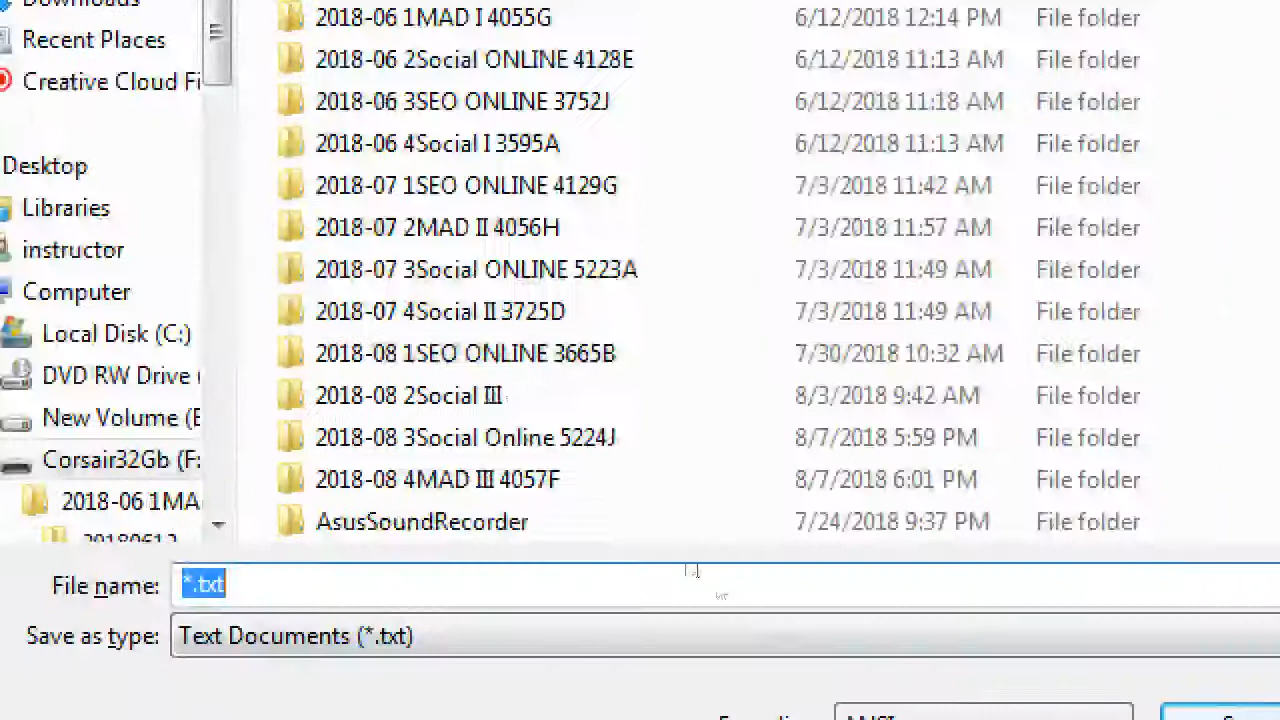 Downloads
Recent Places
Creative Cloud Fi
Desktop
Libraries
instructor
Computer
Local Disk (C:)
DVD RW Drive (
New Volume (E
Corsair32Gb (F:
2018-06 1MA
20180612
2018-06 1MAD I 4055G 6/12/2018 12:14 PM File folder
2018-06 2Social ONLINE 4128E 6/12/2018 11:13 AM File folder
2018-06 3SEO ONLINE 3752J 6/12/2018 11:18 AM File folder
2018-06 4Social I 3595A 6/12/2018 11:13 AM File folder
2018-07 1SEO ONLINE 4129G 7/3/2018 11:42 AM File folder
2018-07 2MAD II 4056H 7/3/2018 11:57 AM File folder
2018-07 3Social ONLINE 5223A 7/3/2018 11:49 AM File folder
2018-07 4Social II 3725D 7/3/2018 11:49 AM File folder
2018-08 1SEO ONLINE 3665B 7/30/2018 10:32 AM File folder
2018-08 2Social III 8/3/2018 9:42 AM File folder
2018-08 3Social Online 5224J 8/7/2018 5:59 PM File folder
2018-08 4MAD III 4057F 8/7/2018 6:01 PM File folder
AsusSoundRecorder 7/24/2018 9:37 PM File folder
File name: *.txt
Save as type: Text Documents (*.txt)
ANSI